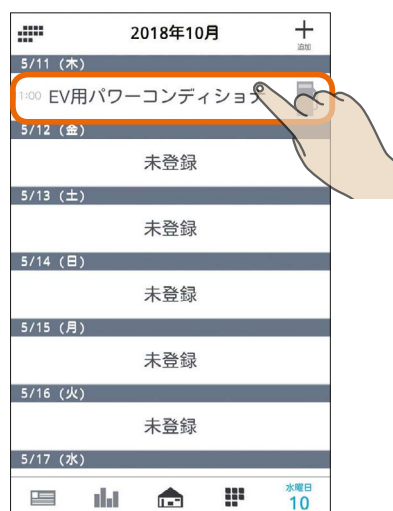 2018年10月
追加
5/11 (木)
1:00 EV用パワーコンディショナ
5/12 (金)
未登録
5/13 (土)
未登録
5/14 (日)
未登録
5/15 (月)
未登録
5/16 (火)
未登録
5/17 (水)
水曜日
10